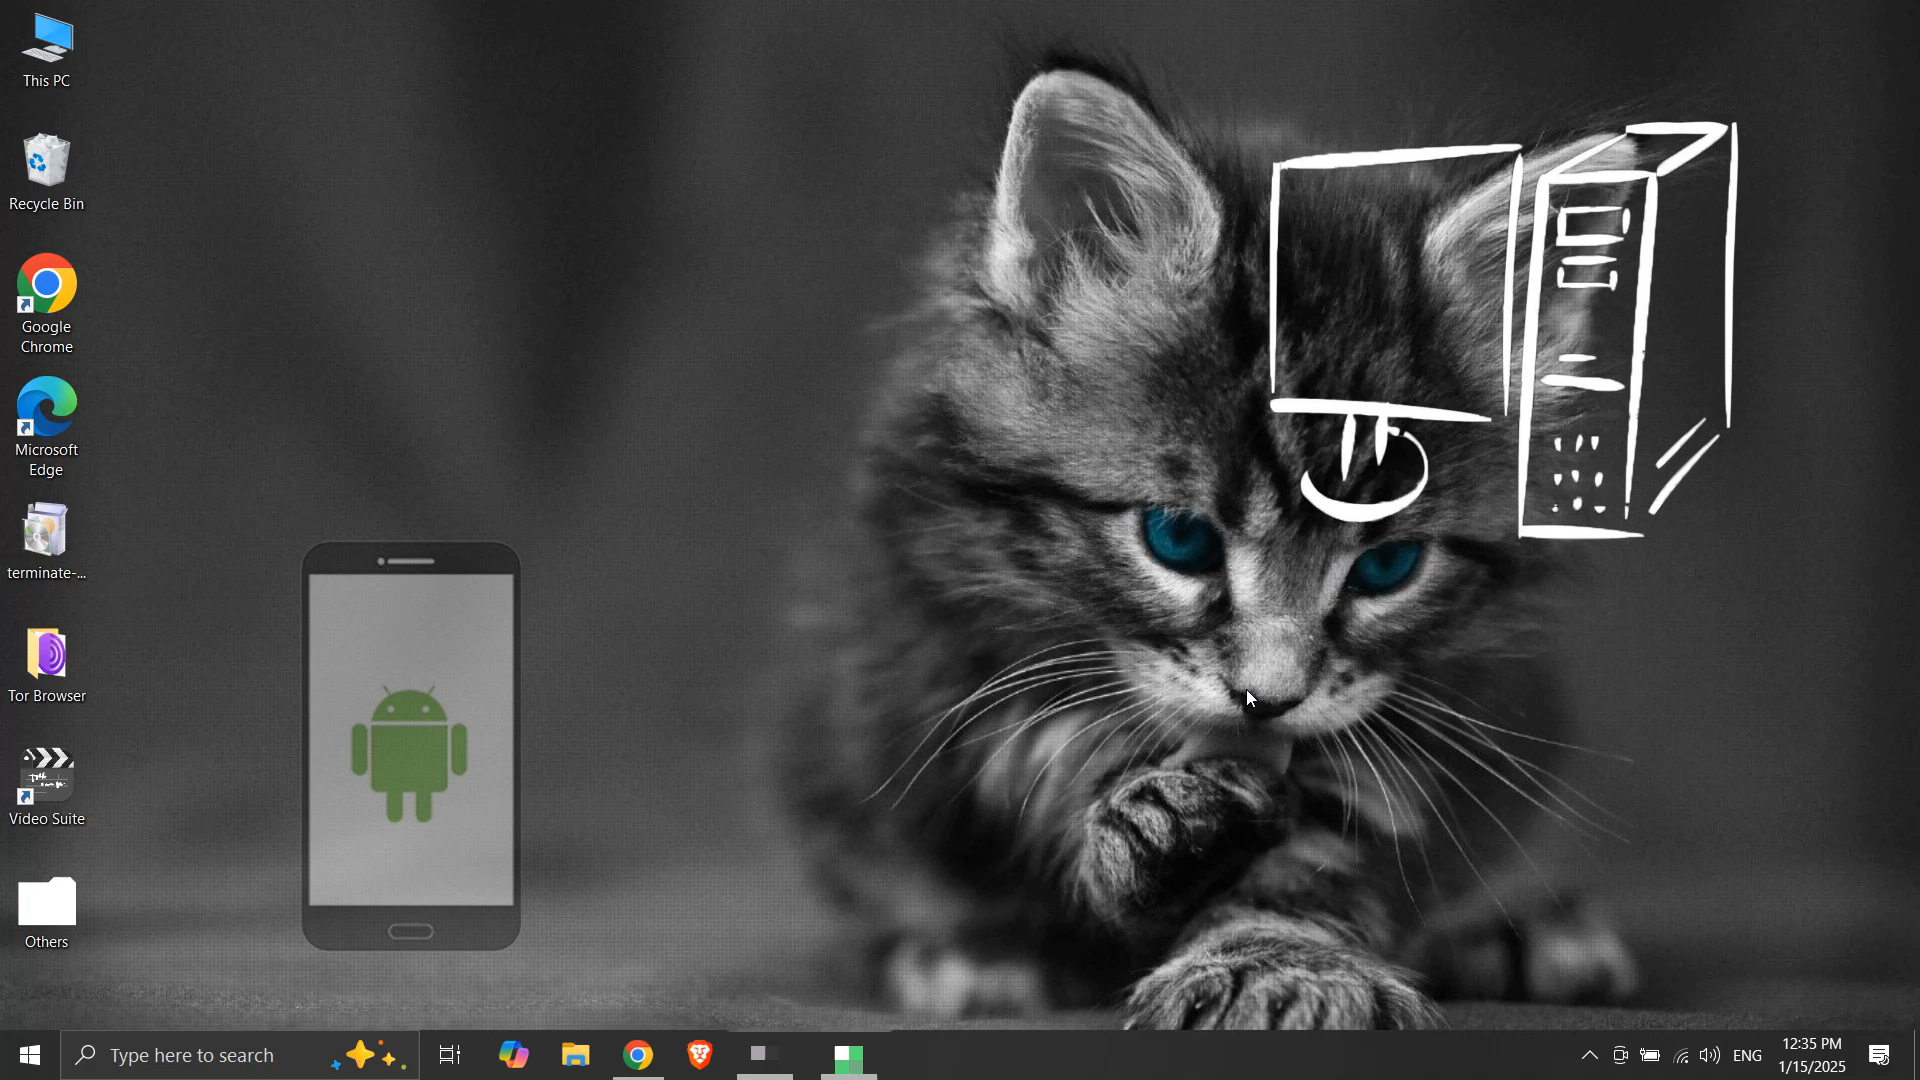 This PC
Recycle Bin
Google
Chrome
Microsoft
Edge
terminate-...
Tor Browser
Video Suite
Others
Type here to search
ENG
12:35 PM
1/15/2025